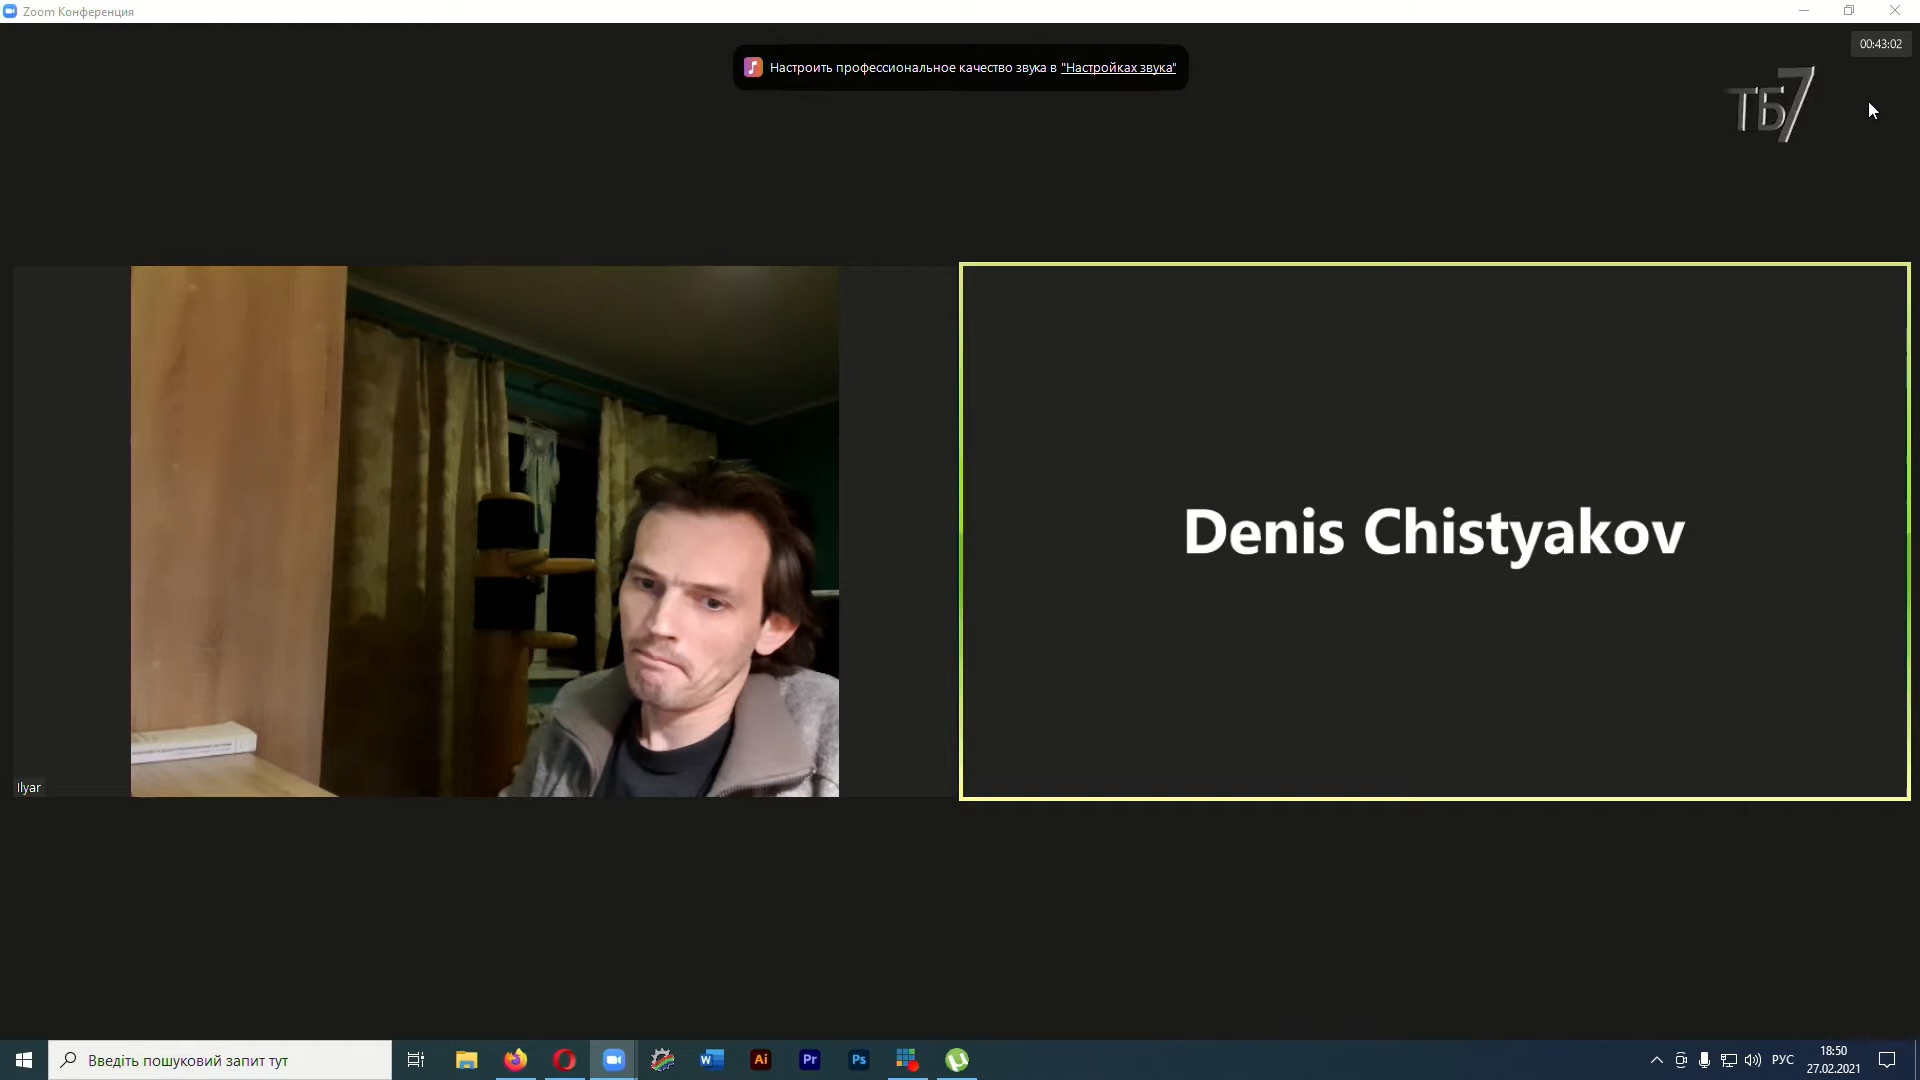 Zoom Конференция
00:43:02
Настроить профессиональное качество звука в "Настройках звука"
ТБ7
Denis Chistyakov
Ilyar
Введіть пошуковий запит тут
W
Ai
Pr
Ps
РУС
18:50
27.02.2021